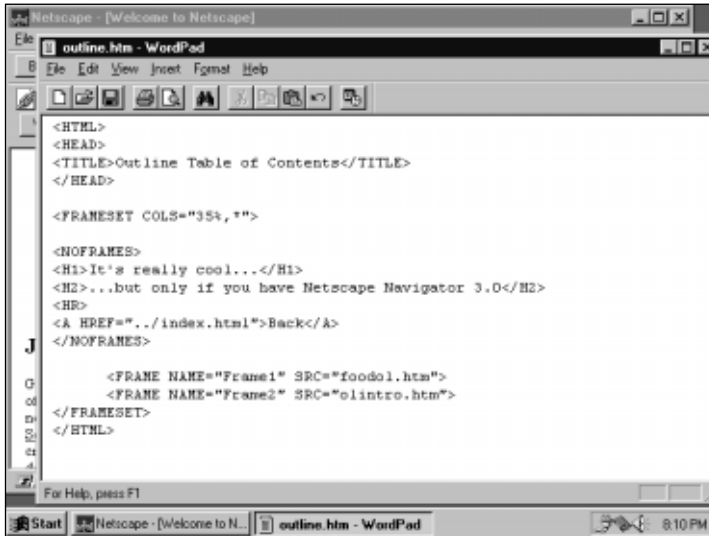 Netscape - [Welcome to Netscape]
File
outline.htm - WordPad
File Edit View Insert Format Help
<HTML>
<HEAD>
<TITLE>Outline Table of Contents</TITLE>
</HEAD>
<FRAMESET COLS="35%,*">
<NOFRAMES>
<H1>It's really cool...</H1>
<H2>...but only if you have Netscape Navigator 3.0</H2>
<HR>
<A HREF="../index.html">Back</A>
</NOFRAMES>
<FRAME NAME="Frame1" SRC="foodol.htm">
<FRAME NAME="Frame2" SRC="olintro.htm">
</FRAMESET>
</HTML>
For Help, press F1
Start Netscape - [Welcome to N... outline.htm - WordPad 8:10 PM